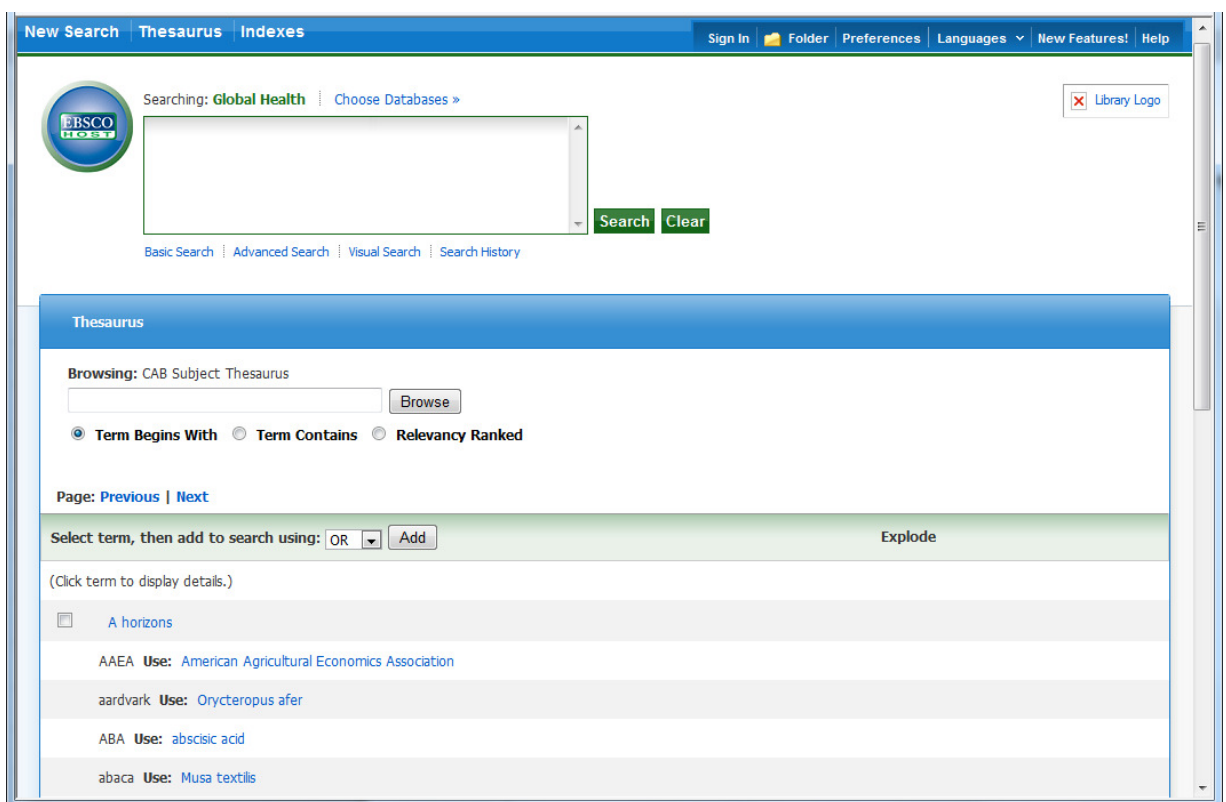 New Search Thesaurus Indexes
Sign In Folder Preferences Languages New Features! Help
Searching: Global Health Choose Databases »
Library Logo
EBSCO
HOST
Search Clear
Basic Search Advanced Search Visual Search Search History
Thesaurus
Browsing: CAB Subject Thesaurus
Browse
Term Begins With Term Contains Relevancy Ranked
Page: Previous | Next
Select term, then add to search using: OR Add Explode
(Click term to display details.)
A horizons
AAEA Use: American Agricultural Economics Association
aardvark Use: Orycteropus afer
ABA Use: abscisic acid
abaca Use: Musa textilis